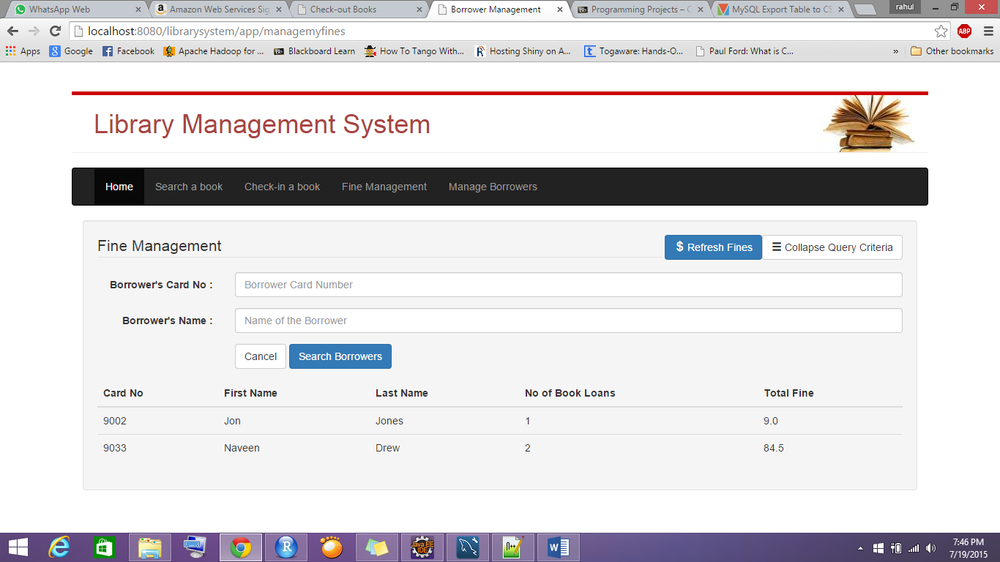 WhatsApp Web
Amazon Web Services Sig
Check-out Books
Borrower Management
Programming Projects – C
MySQL Export Table to CS
rahul
localhost:8080/librarysystem/app/managemyfines
ABP
Apps
Google
Facebook
Apache Hadoop for ...
Blackboard Learn
How To Tango With...
Hosting Shiny on A...
Togaware: Hands-O...
Paul Ford: What is C...
»
Other bookmarks
Library Management System
Home Search a book Check-in a book Fine Management Manage Borrowers
Fine Management
$ Refresh Fines
Collapse Query Criteria
Borrower's Card No : Borrower Card Number
Borrower's Name : Name of the Borrower
Cancel Search Borrowers
Card No First Name Last Name No of Book Loans Total Fine
9002 Jon Jones 1 9.0
9033 Naveen Drew 2 84.5
7:46 PM
7/19/2015